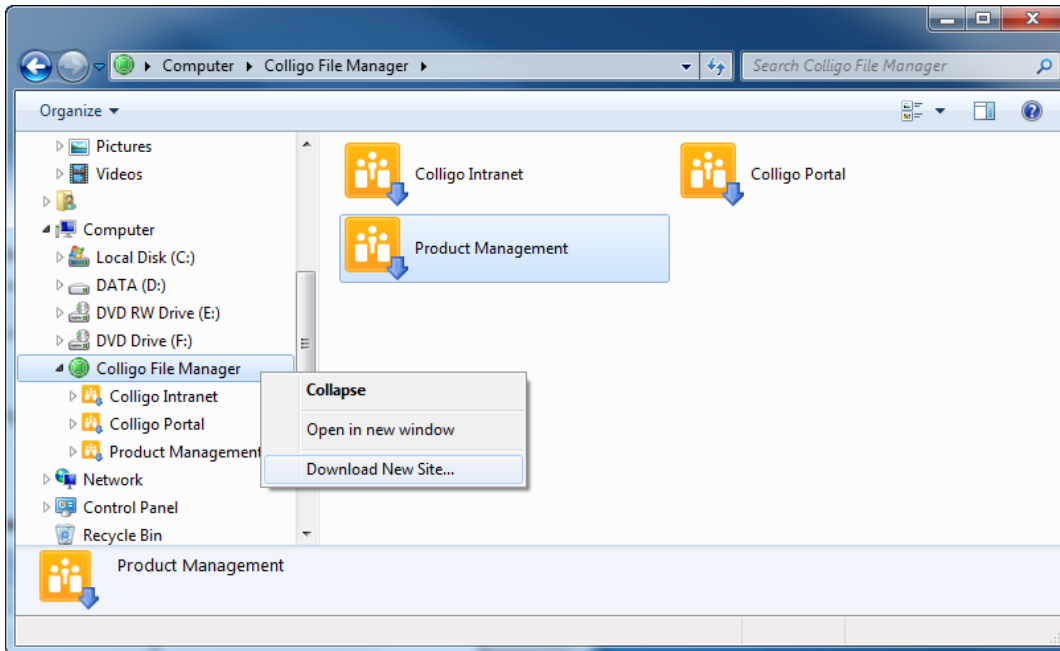 Computer Colligo File Manager
Search Colligo File Manager
Organize
Pictures
Videos
Computer
Local Disk (C:)
DATA (D:)
DVD RW Drive (E:)
DVD Drive (F:)
Colligo File Manager
Colligo Intranet
Colligo Portal
Product Management
Network
Control Panel
Recycle Bin
Colligo Intranet
Colligo Portal
Product Management
Collapse
Open in new window
Download New Site...
Product Management